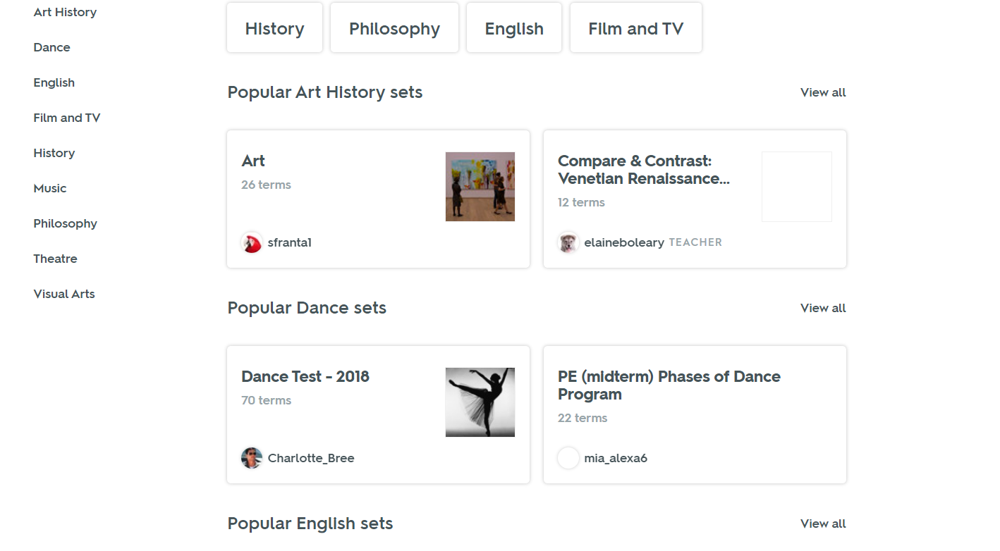 Art History
Dance
English
Film and TV
History
Music
Philosophy
Theatre
Visual Arts
History
Philosophy
English
Film and TV
Popular Art History sets
View all
Art
26 terms
sfranta1
Compare & Contrast:
Venetian Renaissance...
12 terms
elaineboleary TEACHER
Popular Dance sets
View all
Dance Test - 2018
70 terms
Charlotte_Bree
PE (midterm) Phases of Dance
Program
22 terms
mia_alexa6
Popular English sets
View all